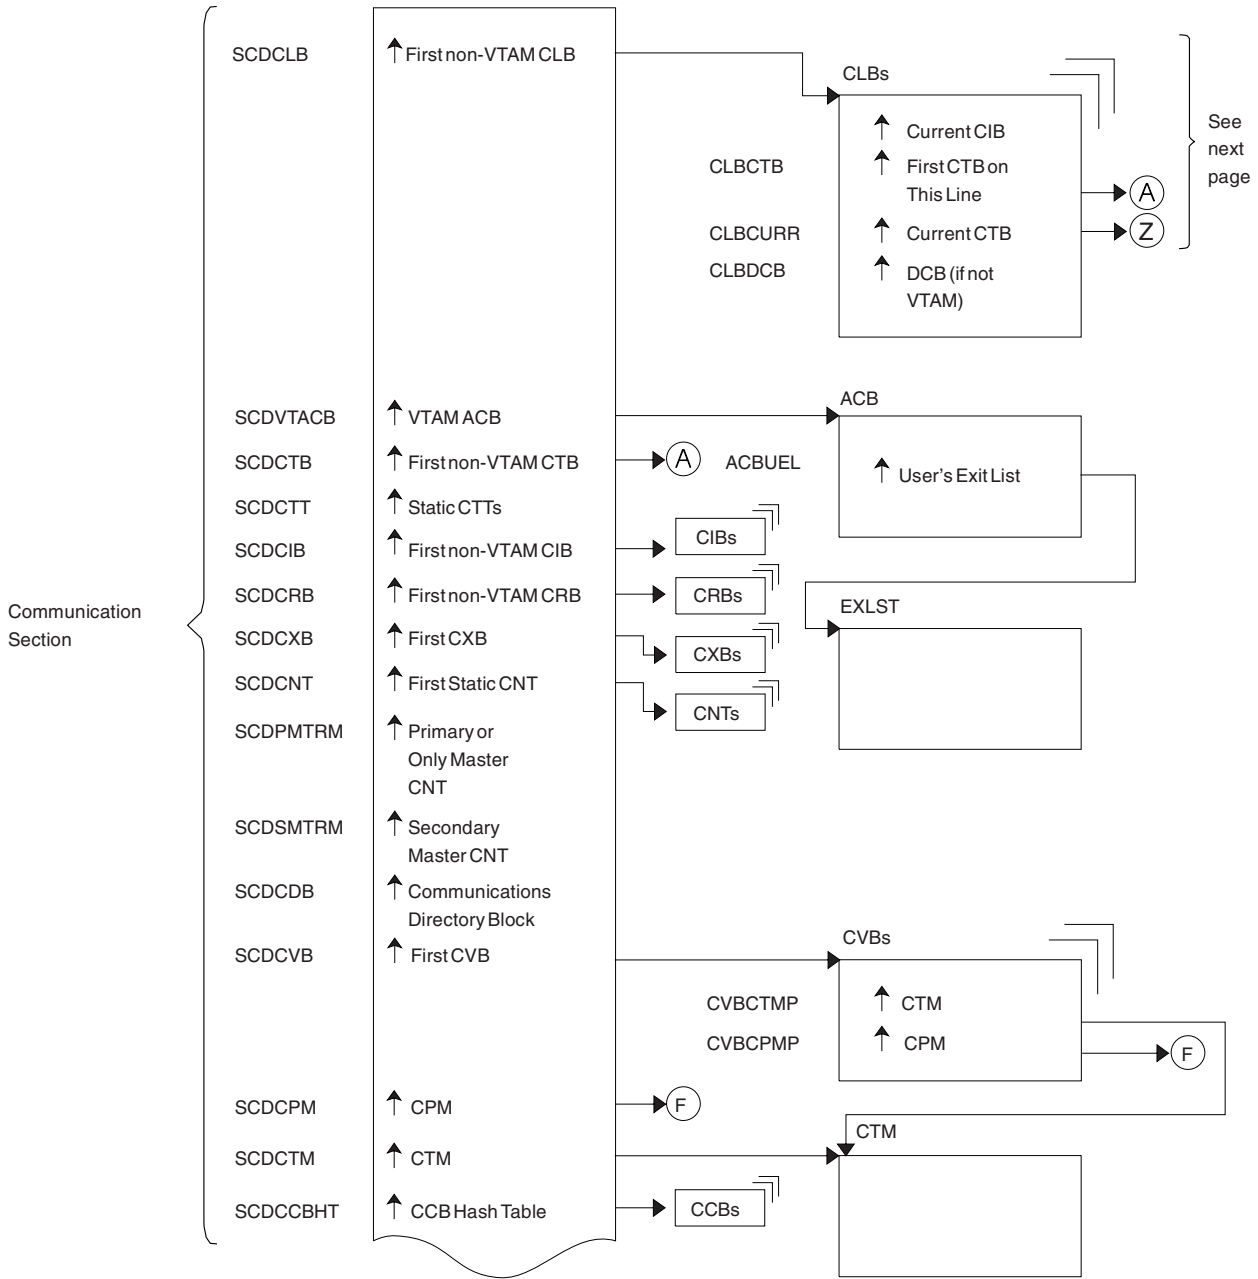 SCDCLB
First non-VTAM CLB
CLBs
Current CIB
CLBCTB
First CTB on
This Line
A
CLBCURR
Current CTB
Z
CLBDCB
DCB (if not
VTAM)
See
next
page
Communication
Section
SCDVTACB
VTAM ACB
ACB
SCDCTB
First non-VTAM CTB
A
ACBUEL
User's Exit List
SCDCTT
Static CTTs
SCDCIB
First non-VTAM CIB
CIBs
SCDCRB
First non-VTAM CRB
CRBs
EXLST
SCDCXB
First CXB
CXBs
SCDCNT
First Static CNT
CNTs
SCDPMTRM
Primary or
Only Master
CNT
SCDSMTRM
Secondary
Master CNT
SCDCDB
Communications
Directory Block
SCDCVB
First CVB
CVBs
CVBCTMP
CTM
CVBCPMP
CPM
F
SCDCPM
CPM
F
SCDCTM
CTM
CTM
SCDCCBHT
CCB Hash Table
CCBs